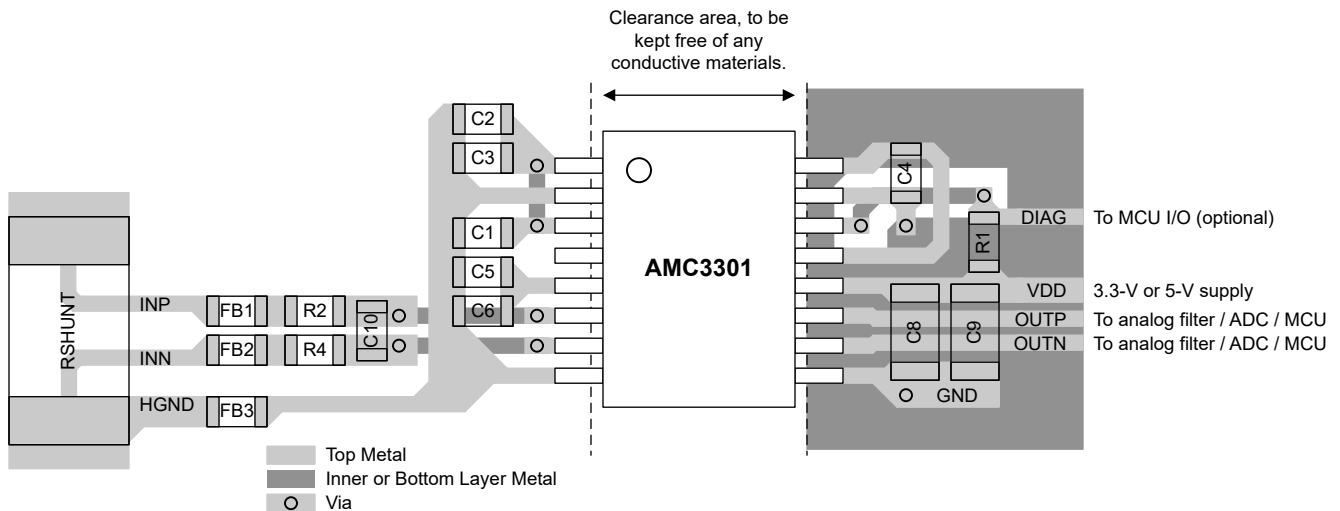 Clearance area, to be
kept free of any
conductive materials.
C2
C3
C4
C1
DIAG
To MCU I/O (optional)
R1
AMC3301
C5
VDD
3.3-V or 5-V supply
RSHUNT
INP
FB1
R2
C10
C6
C8
C9
OUTP
To analog filter / ADC / MCU
INN
FB2
R4
OUTN
To analog filter / ADC / MCU
HGND
FB3
GND
Top Metal
Inner or Bottom Layer Metal
Via